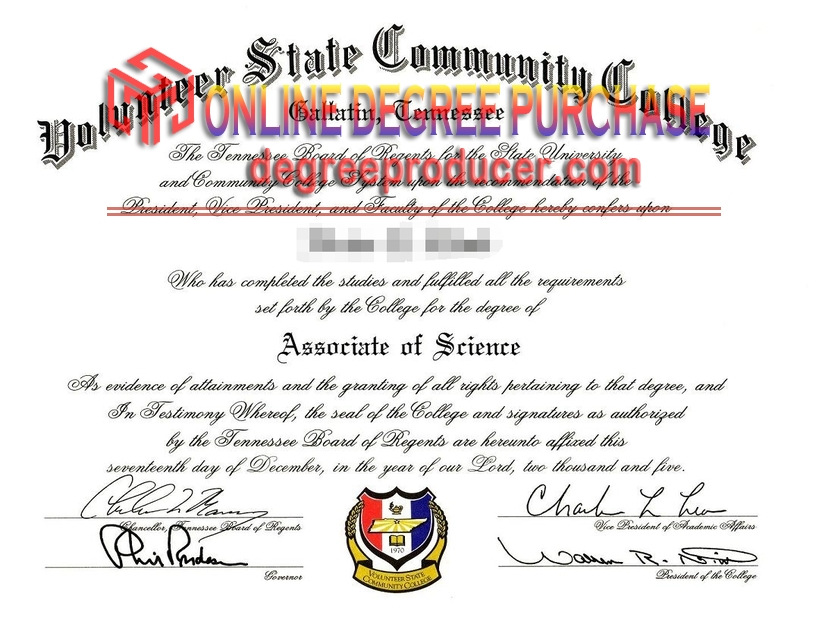 Volunteer State Community College
ONLINE DEGREE PURCHASE
Gallatin, Tennessee
The Tennessee Board of Regents for the State University
degreeproducer.com
and Community College System upon the recommendation of the
President, Vice President, and Faculty of the College hereby confers upon
Who has completed the studies and fulfilled all the requirements
set forth by the College for the degree of
Associate of Science
As evidence of attainments and the granting of all rights pertaining to that degree, and
In Testimony Whereof, the seal of the College and signatures as authorized
by the Tennessee Board of Regents are hereunto affixed this
seventeenth day of December, in the year of our Lord, two thousand and five.
Chancellor, Tennessee Board of Regents
Vice President of Academic Affairs
Governor
President of the College
1970
VOLUNTEER STATE
COMMUNITY COLLEGE